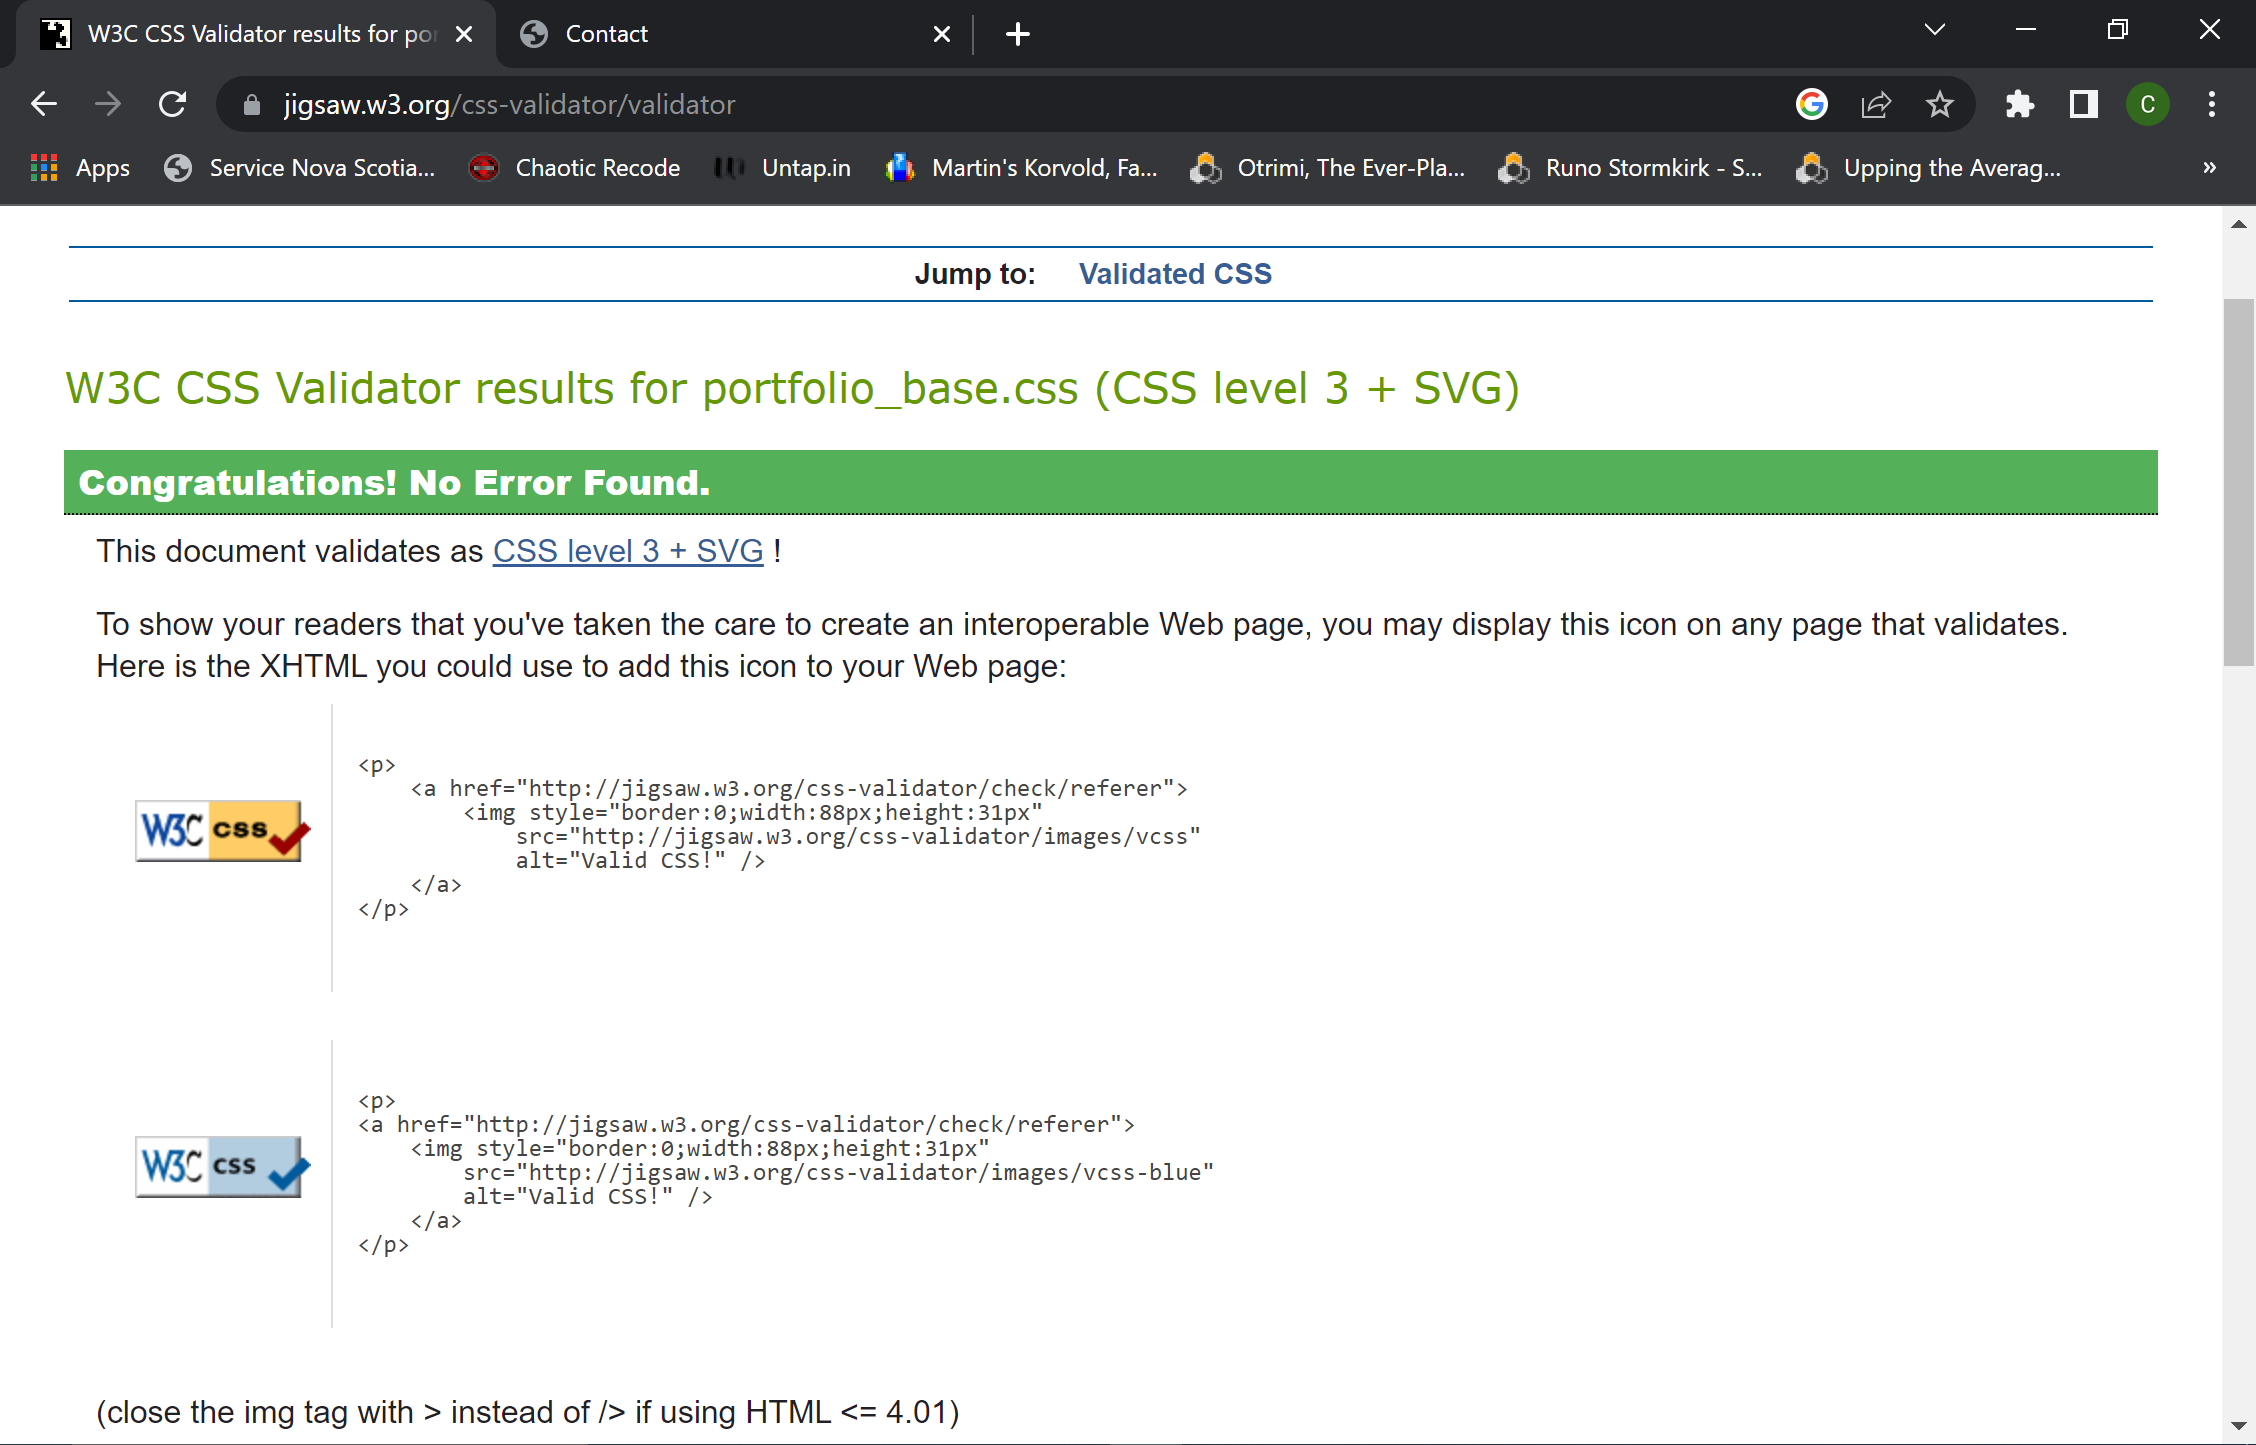 W3C CSS Validator results for por
Contact
jigsaw.w3.org/css-validator/validator
C
Apps
Service Nova Scotia...
Chaotic Recode
Untap.in
Martin's Korvold, Fa...
Otrimi, The Ever-Pla...
Runo Stormkirk - S...
Upping the Averag...
»
Jump to: Validated CSS
W3C CSS Validator results for portfolio_base.css (CSS level 3 + SVG)
Congratulations! No Error Found.
This document validates as CSS level 3 + SVG !
To show your readers that you've taken the care to create an interoperable Web page, you may display this icon on any page that validates.
Here is the XHTML you could use to add this icon to your Web page:
W3C css
<p>
<a href="http://jigsaw.w3.org/css-validator/check/referer">
<img style="border:0;width:88px;height:31px"
src="http://jigsaw.w3.org/css-validator/images/vcss"
alt="Valid CSS!" />
</a>
</p>
W3C css
<p>
<a href="http://jigsaw.w3.org/css-validator/check/referer">
<img style="border:0;width:88px;height:31px"
src="http://jigsaw.w3.org/css-validator/images/vcss-blue"
alt="Valid CSS!" />
</a>
</p>
(close the img tag with > instead of /> if using HTML <= 4.01)